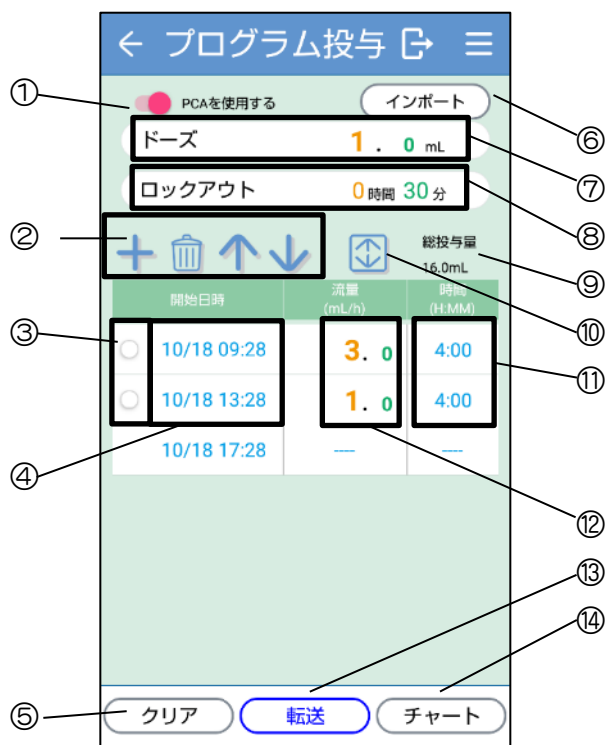 プログラム投与
①
PCAを使用する
インポート
⑥
ドーズ 1. 0 mL
⑦
ロックアウト 0 時間 30 分
⑧
②
総投与量
16.0mL
⑨
⑩
開始日時 流量 (mL/h) 時間 (H:MM)
③
10/18 09:28 3. 0 4:00
⑪
10/18 13:28 1. 0 4:00
④
10/18 17:28 ---- ----
⑫
⑬
⑭
⑤
クリア 転送 チャート